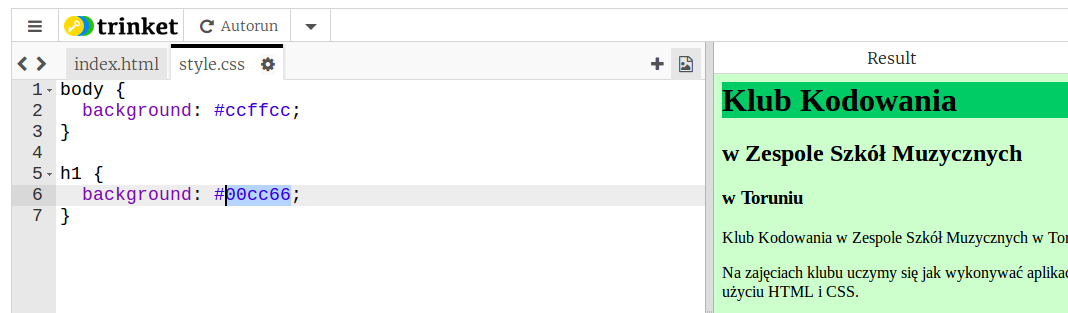 trinket Autorun
index.html style.css
Result
1 body {
2 background: #ccffcc;
3 }
4
5 h1 {
6 background: #00cc66;
7 }
Klub Kodowania
w Zespole Szkół Muzycznych
w Toruniu
Klub Kodowania w Zespole Szkół Muzycznych w Tor
Na zajęciach klubu uczymy się jak wykonywać aplikac
użyciu HTML i CSS.